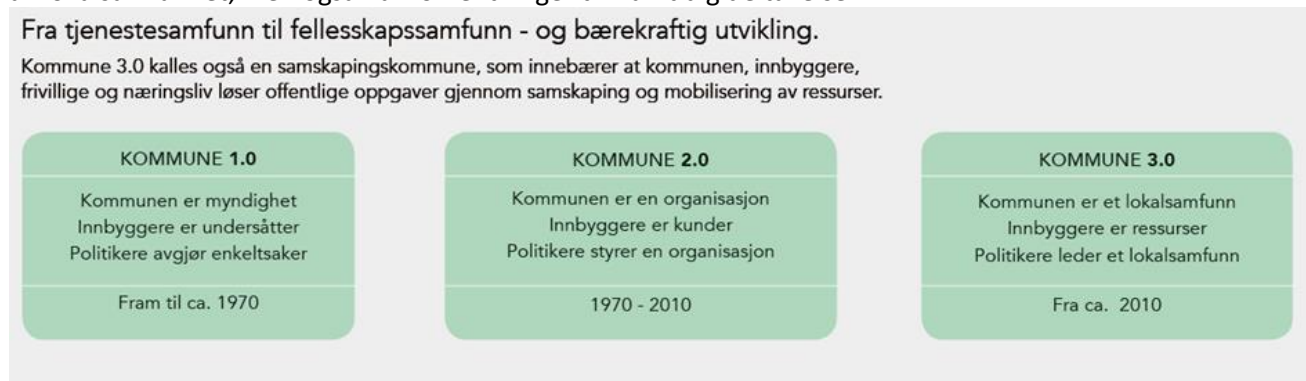 Fra tjenestesamfunn til fellesskapssamfunn - og bærekraftig utvikling.
Kommune 3.0 kalles også en samskapingskommune, som innebærer at kommunen, innbyggere,
frivillige og næringsliv løser offentlige oppgaver gjennom samskaping og mobilisering av ressurser.
KOMMUNE 1.0
Kommunen er myndighet
Innbyggere er undersåtter
Politikere avgjør enkeltsaker
Fram til ca. 1970
KOMMUNE 2.0
Kommunen er en organisasjon
Innbyggere er kunder
Politikere styrer en organisasjon
1970 - 2010
KOMMUNE 3.0
Kommunen er et lokalsamfunn
Innbyggere er ressurser
Politikere leder et lokalsamfunn
Fra ca. 2010